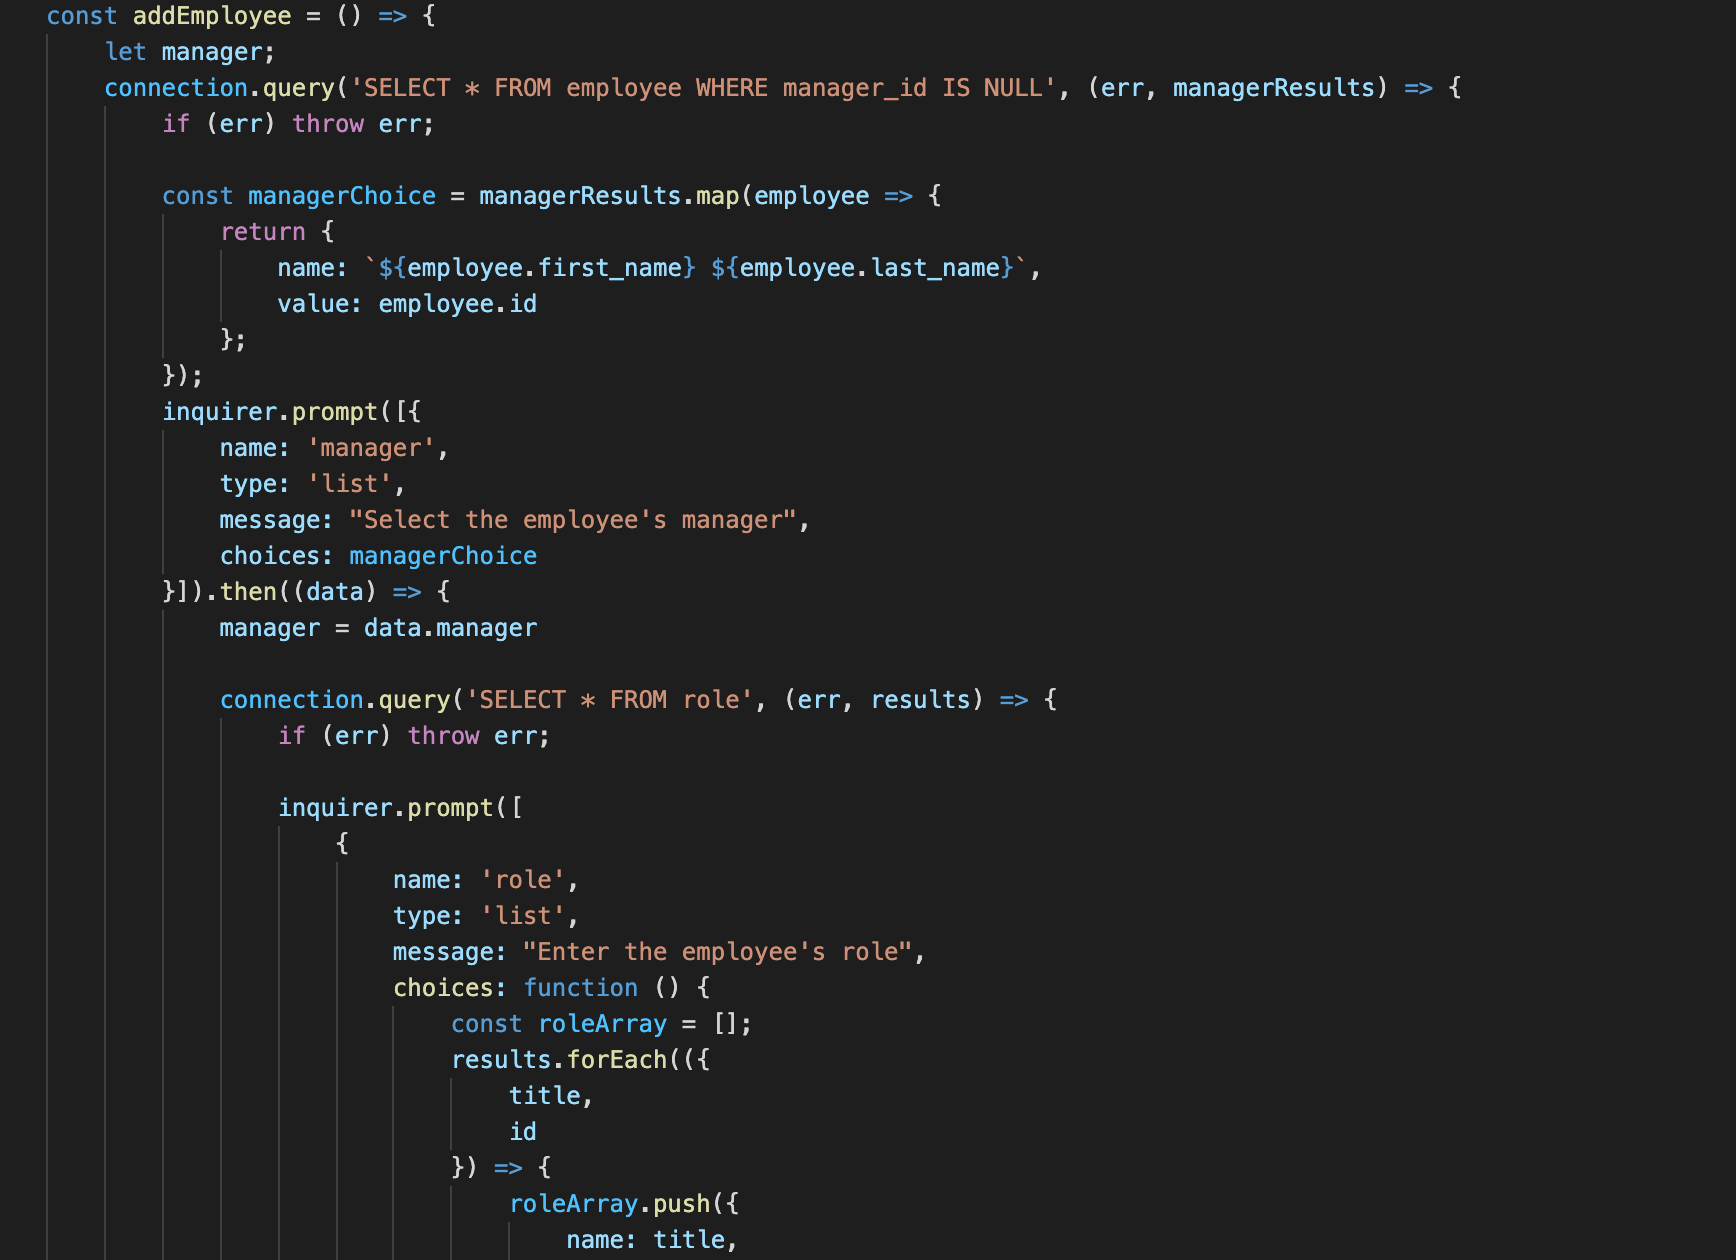 const addEmployee = () => {
    let manager;
    connection.query('SELECT * FROM employee WHERE manager_id IS NULL', (err, managerResults) => {
        if (err) throw err;

        const managerChoice = managerResults.map(employee => {
            return {
                name: `${employee.first_name} ${employee.last_name}`,
                value: employee.id
            };
        });
        inquirer.prompt([{
            name: 'manager',
            type: 'list',
            message: "Select the employee's manager",
            choices: managerChoice
        }]).then((data) => {
            manager = data.manager

            connection.query('SELECT * FROM role', (err, results) => {
                if (err) throw err;

                inquirer.prompt([
                    {
                        name: 'role',
                        type: 'list',
                        message: "Enter the employee's role",
                        choices: function () {
                            const roleArray = [];
                            results.forEach(({
                                title,
                                id
                            }) => {
                                roleArray.push({
                                    name: title,